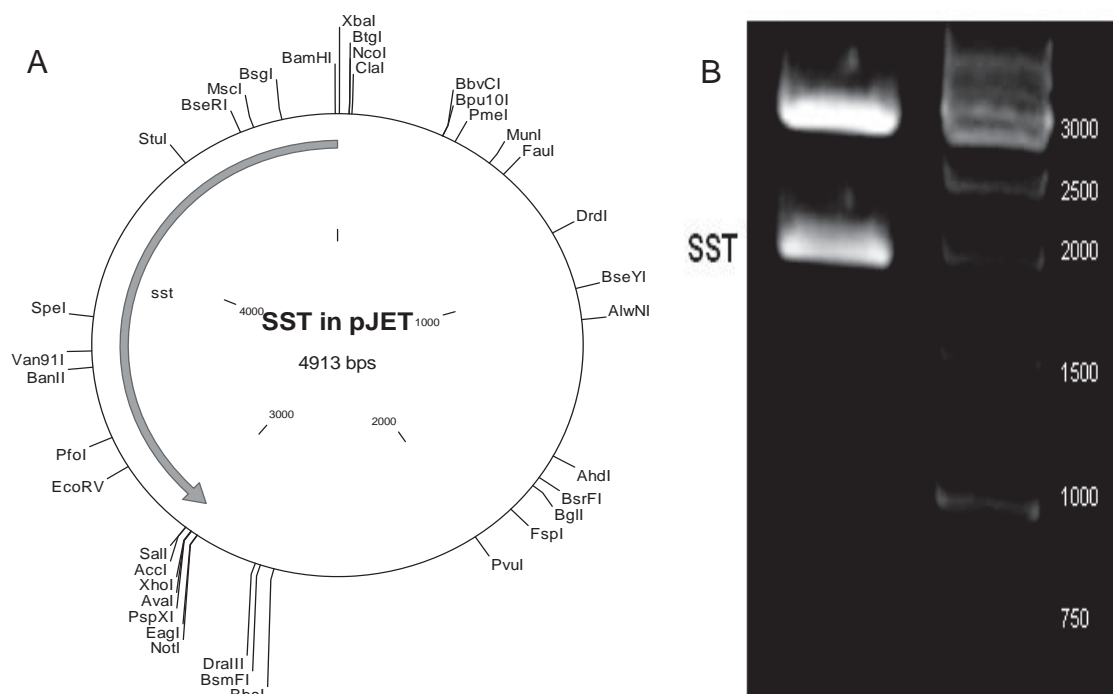 A
XbaI
BtgI
NcoI
ClaI
BamHI
BsgI
MscI
BseRI
StuI
BbvCI
Bpu10I
PmeI
MunI
FauI
DrdI
BseYI
AlwNI
SpeI
Van91I
BanII
PfoI
EcoRV
sst
4000
SST in pJET
1000
4913 bps
3000
2000
AhdI
BsrFI
BglI
FspI
PvuI
SalI
AccI
XhoI
AvaI
PspXI
EagI
NotI
DraIII
BsmFI
B
SST
3000
2500
2000
1500
1000
750